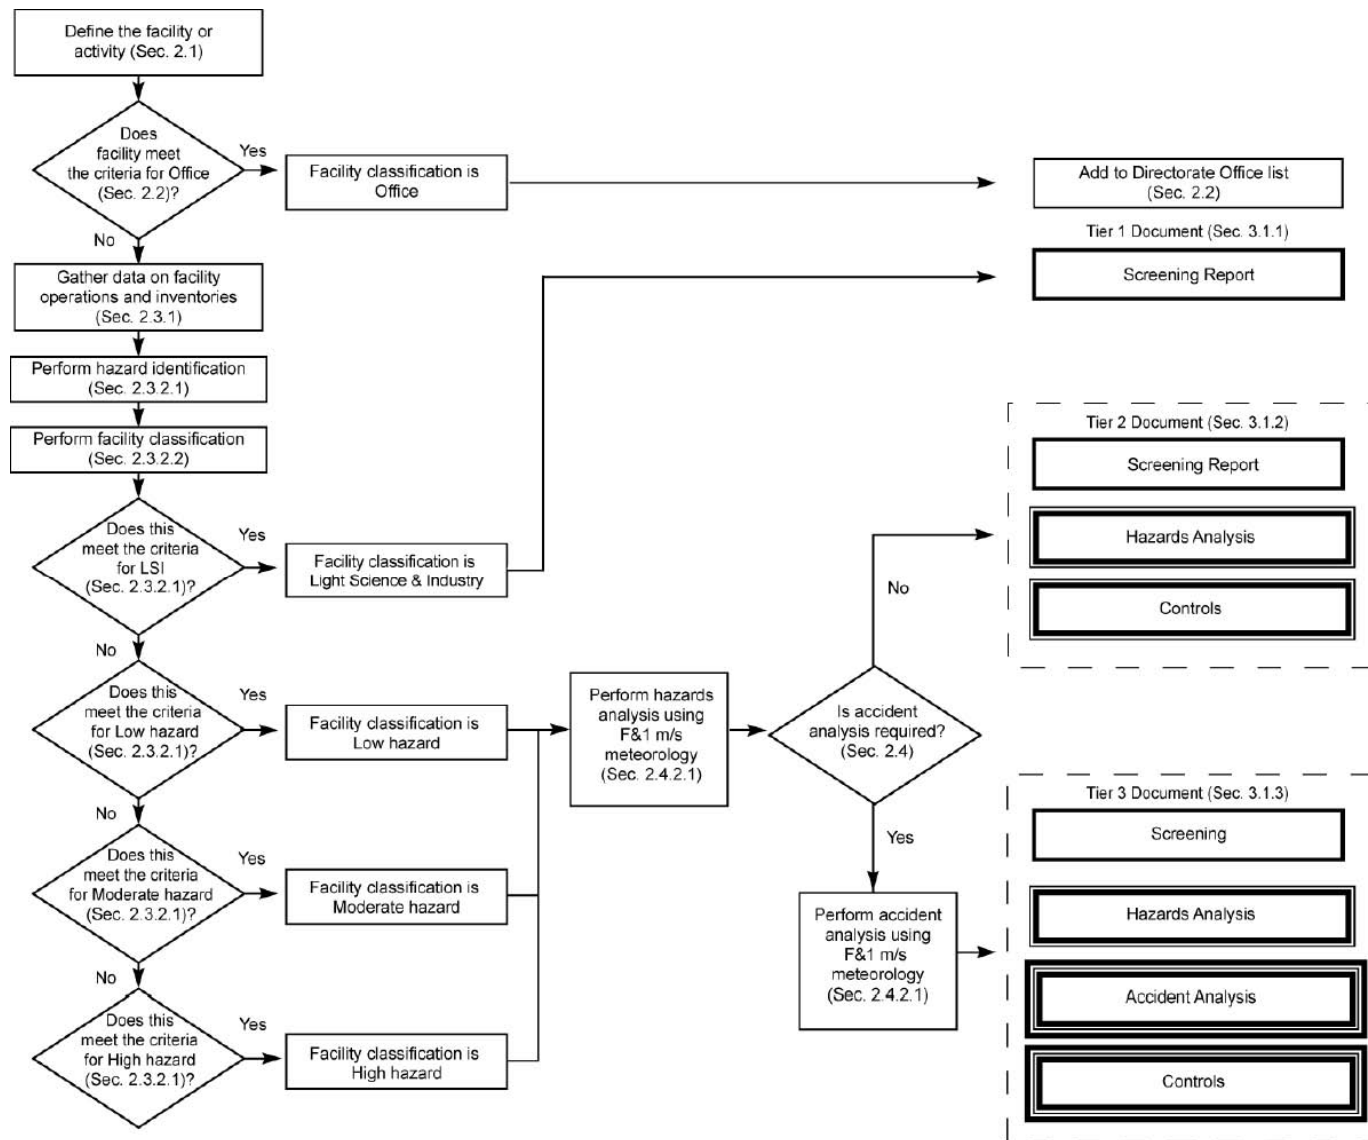 Define the facility or
activity (Sec. 2.1)
Does
facility meet
the criteria for Office
(Sec. 2.2)?
Yes
Facility classification is
Office
Add to Directorate Office list
(Sec. 2.2)
No
Tier 1 Document (Sec. 3.1.1)
Screening Report
Gather data on facility
operations and inventories
(Sec. 2.3.1)
Perform hazard identification
(Sec. 2.3.2.1)
Perform facility classification
(Sec. 2.3.2.2)
Does this
meet the criteria
for LSI
(Sec. 2.3.2.1)?
Yes
Facility classification is
Light Science & Industry
No
Does this
meet the criteria
for Low hazard
(Sec. 2.3.2.1)?
Yes
Facility classification is
Low hazard
No
Does this
meet the criteria
for Moderate hazard
(Sec. 2.3.2.1)?
Yes
Facility classification is
Moderate hazard
No
Does this
meet the criteria
for High hazard
(Sec. 2.3.2.1)?
Yes
Facility classification is
High hazard
Perform hazards
analysis using
F&1 m/s
meteorology
(Sec. 2.4.2.1)
Is accident
analysis required?
(Sec. 2.4)
No
Yes
Perform accident
analysis using
F&1 m/s
meteorology
(Sec. 2.4.2.1)
Tier 2 Document (Sec. 3.1.2)
Screening Report
Hazards Analysis
Controls
Tier 3 Document (Sec. 3.1.3)
Screening
Hazards Analysis
Accident Analysis
Controls